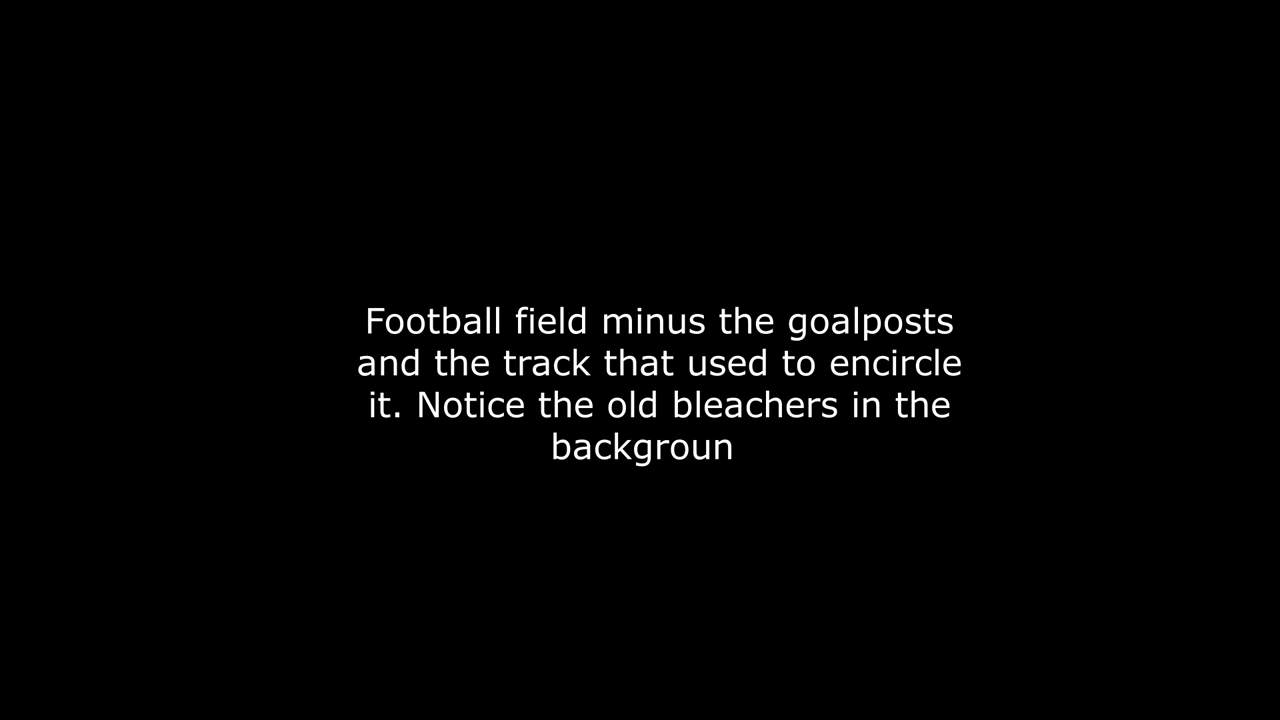 Football field minus the goalposts
and the track that used to encircle
it. Notice the old bleachers in the
backgroun